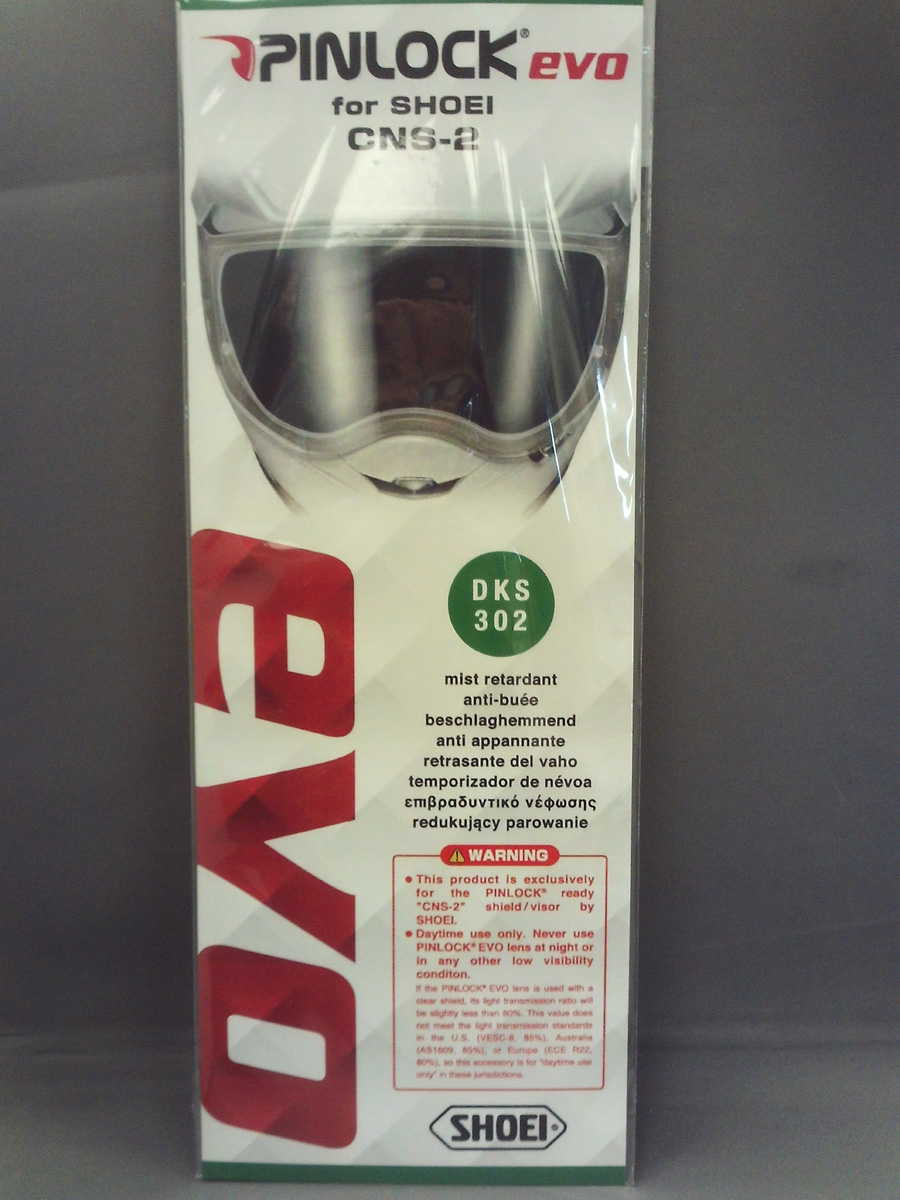 PINLOCK® evo
for SHOEI
CNS-2
evo
DKS
302
mist retardant
anti-buée
beschlaghemmend
anti appannante
retrasante del vaho
temporizador de névoa
επιβραδυντικό νέφωσης
redukujący parowanie
WARNING
● This product is exclusively
for the PINLOCK® ready
"CNS-2" shield/visor by
SHOEI.
● Daytime use only. Never use
PINLOCK® EVO lens at night or
in any other low visibility
conditon.
If the PINLOCK® EVO lens is used with a
clear shield, its light transmission ratio will
be slightly less than 80%. This value does
not meet the light transmission standards
in the U.S. (VESC-8, 85%), Australia
(AS1609, 85%), or Europe (ECE R22,
80%), so this accessory is for "daytime use
only" in these jurisdictions.
SHOEI®